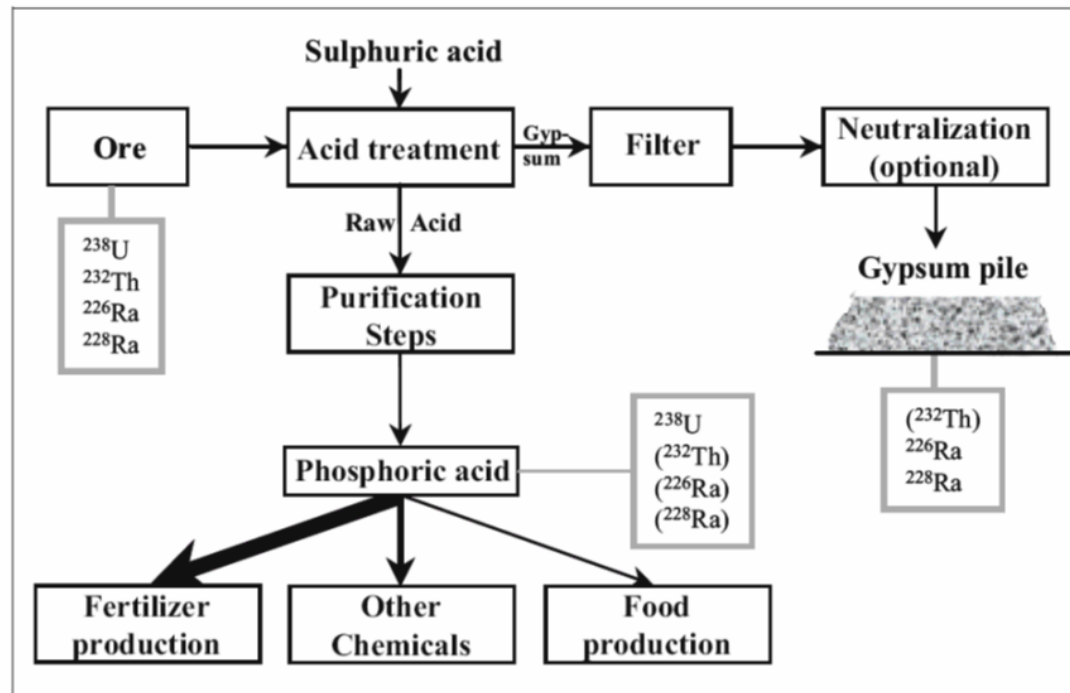 Sulphuric acid
Ore
Acid treatment
Gyp-
sum
Filter
Neutralization
(optional)
²³⁸U
²³²Th
²²⁶Ra
²²⁸Ra
Raw Acid
Purification
Steps
Gypsum pile
Phosphoric acid
²³⁸U
(²³²Th)
(²²⁶Ra)
(²²⁸Ra)
(²³²Th)
²²⁶Ra
²²⁸Ra
Fertilizer
production
Other
Chemicals
Food
production